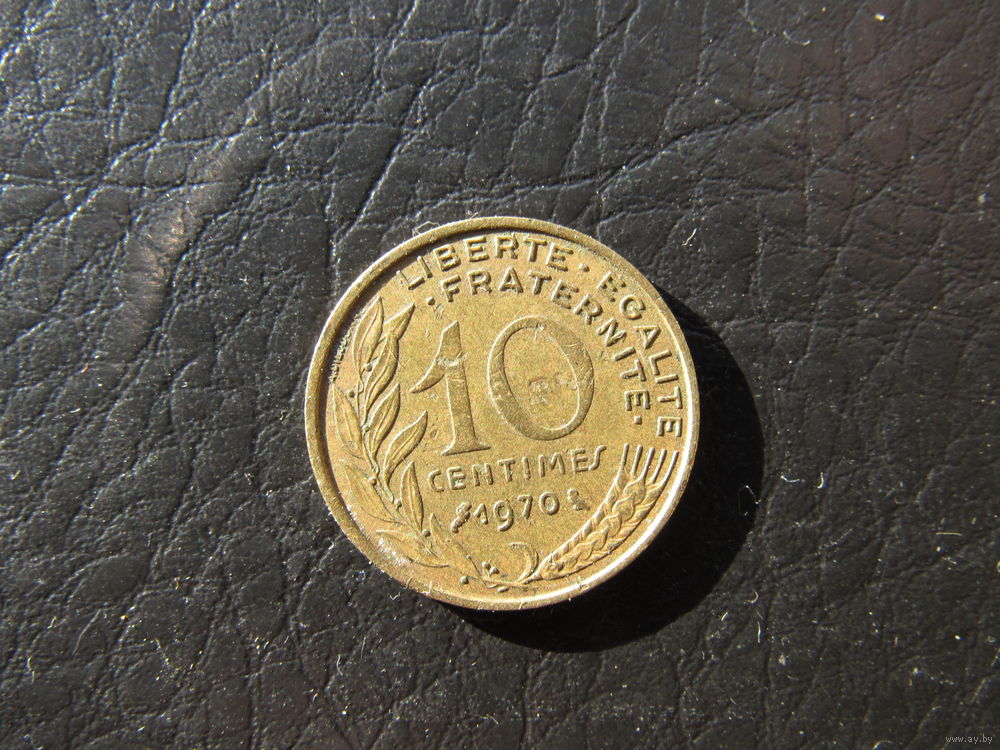 LIBERTE · EGALITE
· FRATERNITE ·
10
CENTIMES
1970
www.ay.by